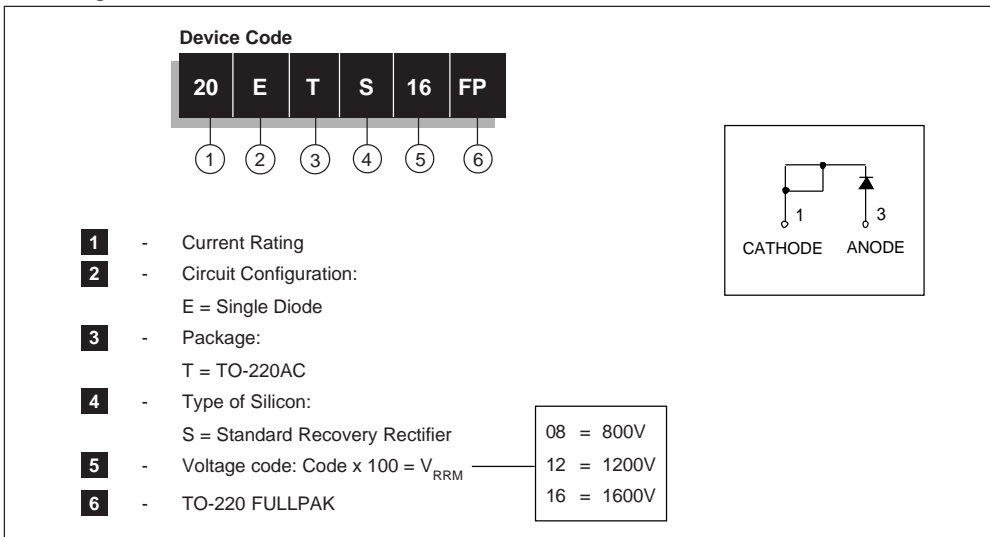 Device Code
20 E T S 16 FP
1 2 3 4 5 6
1 - Current Rating
2 - Circuit Configuration:
E = Single Diode
3 - Package:
T = TO-220AC
4 - Type of Silicon:
S = Standard Recovery Rectifier
5 - Voltage code: Code x 100 = VRRM
6 - TO-220 FULLPAK
08 = 800V
12 = 1200V
16 = 1600V
1 3
CATHODE ANODE